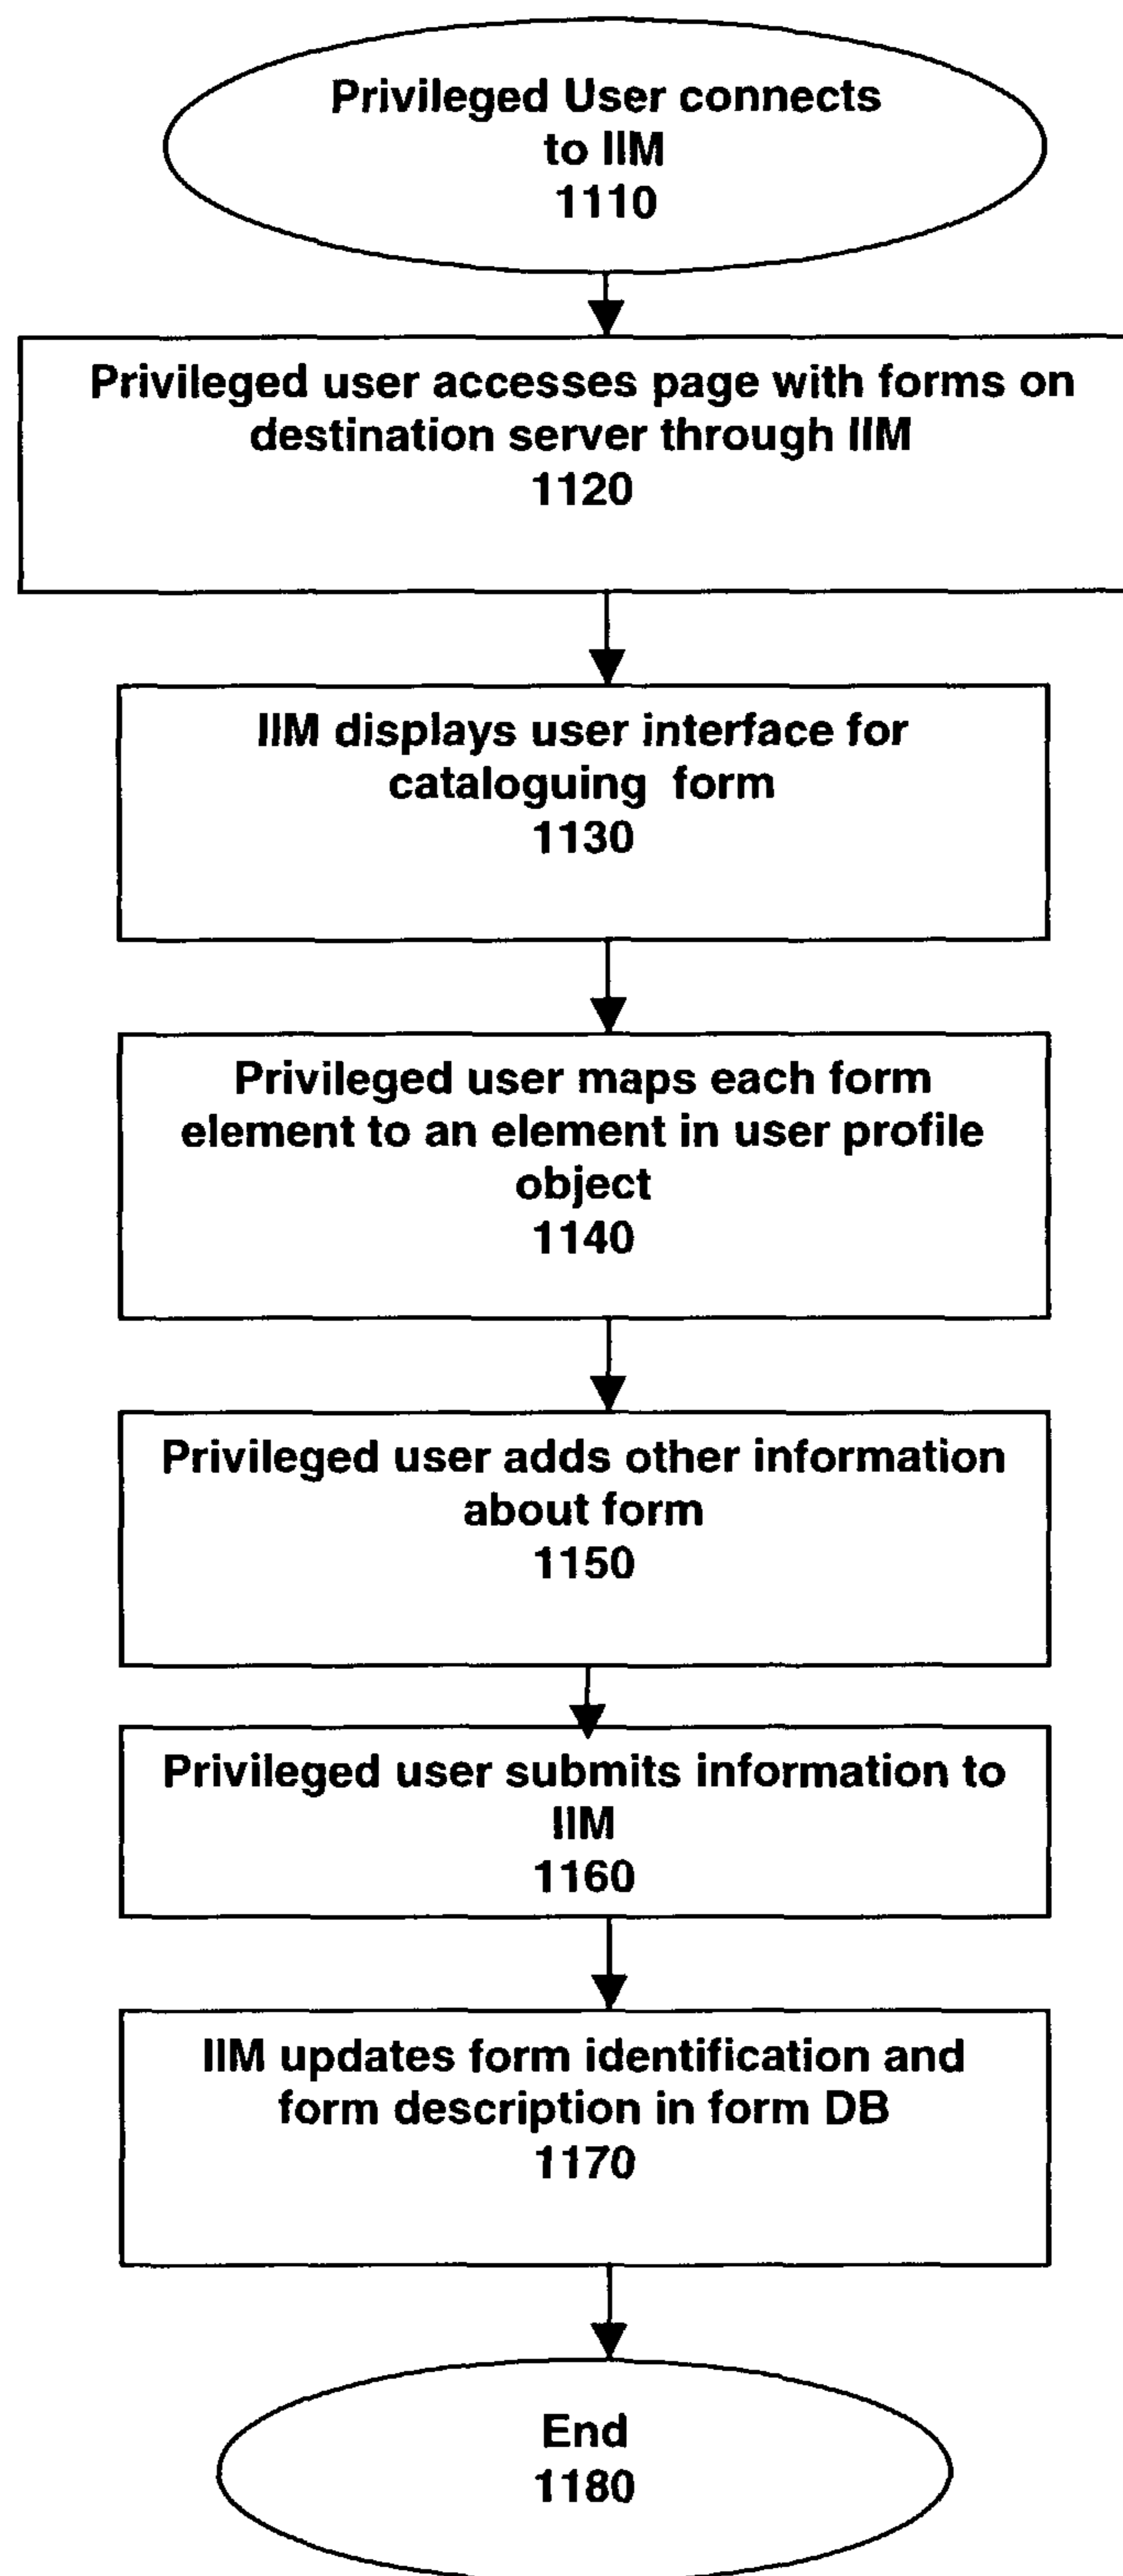 Privileged User connects
to IIM
1110
Privileged user accesses page with forms on
destination server through IIM
1120
IIM displays user interface for
cataloguing form
1130
Privileged user maps each form
element to an element in user profile
object
1140
Privileged user adds other information
about form
1150
Privileged user submits information to
IIM
1160
IIM updates form identification and
form description in form DB
1170
End
1180